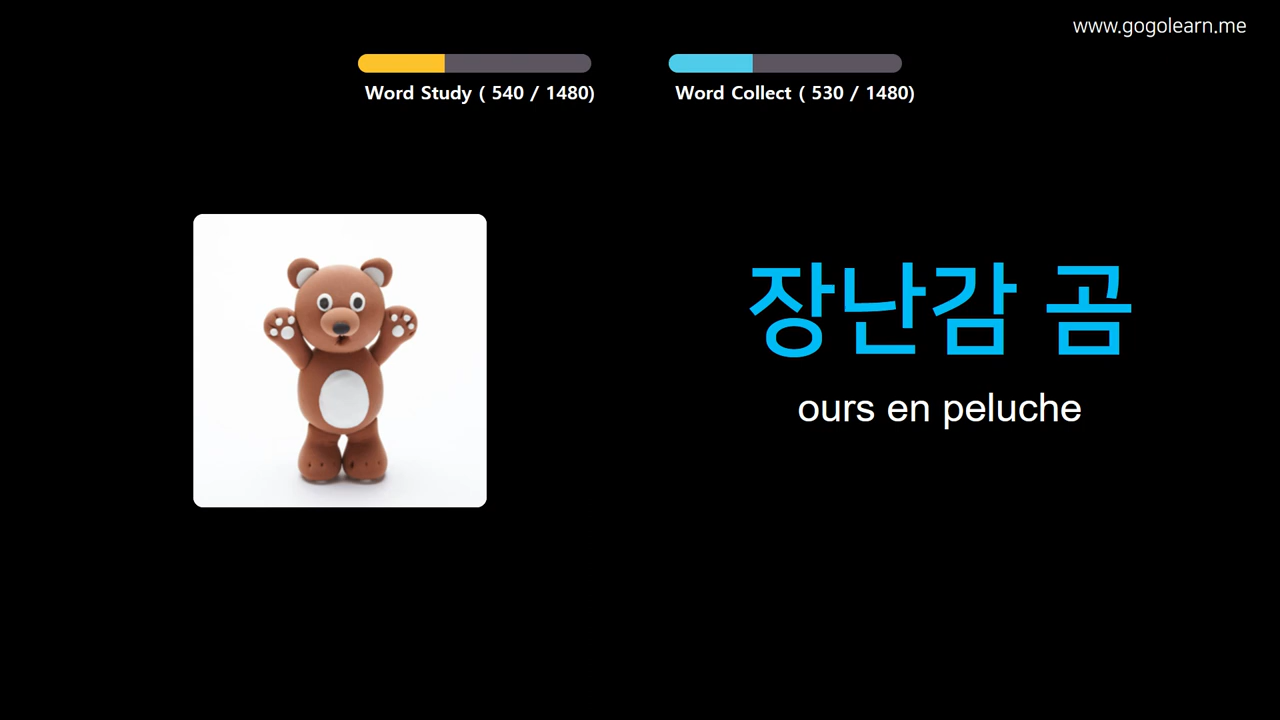 www.gogolearn.me
Word Study ( 540 / 1480)
Word Collect ( 530 / 1480)
장난감 곰
ours en peluche